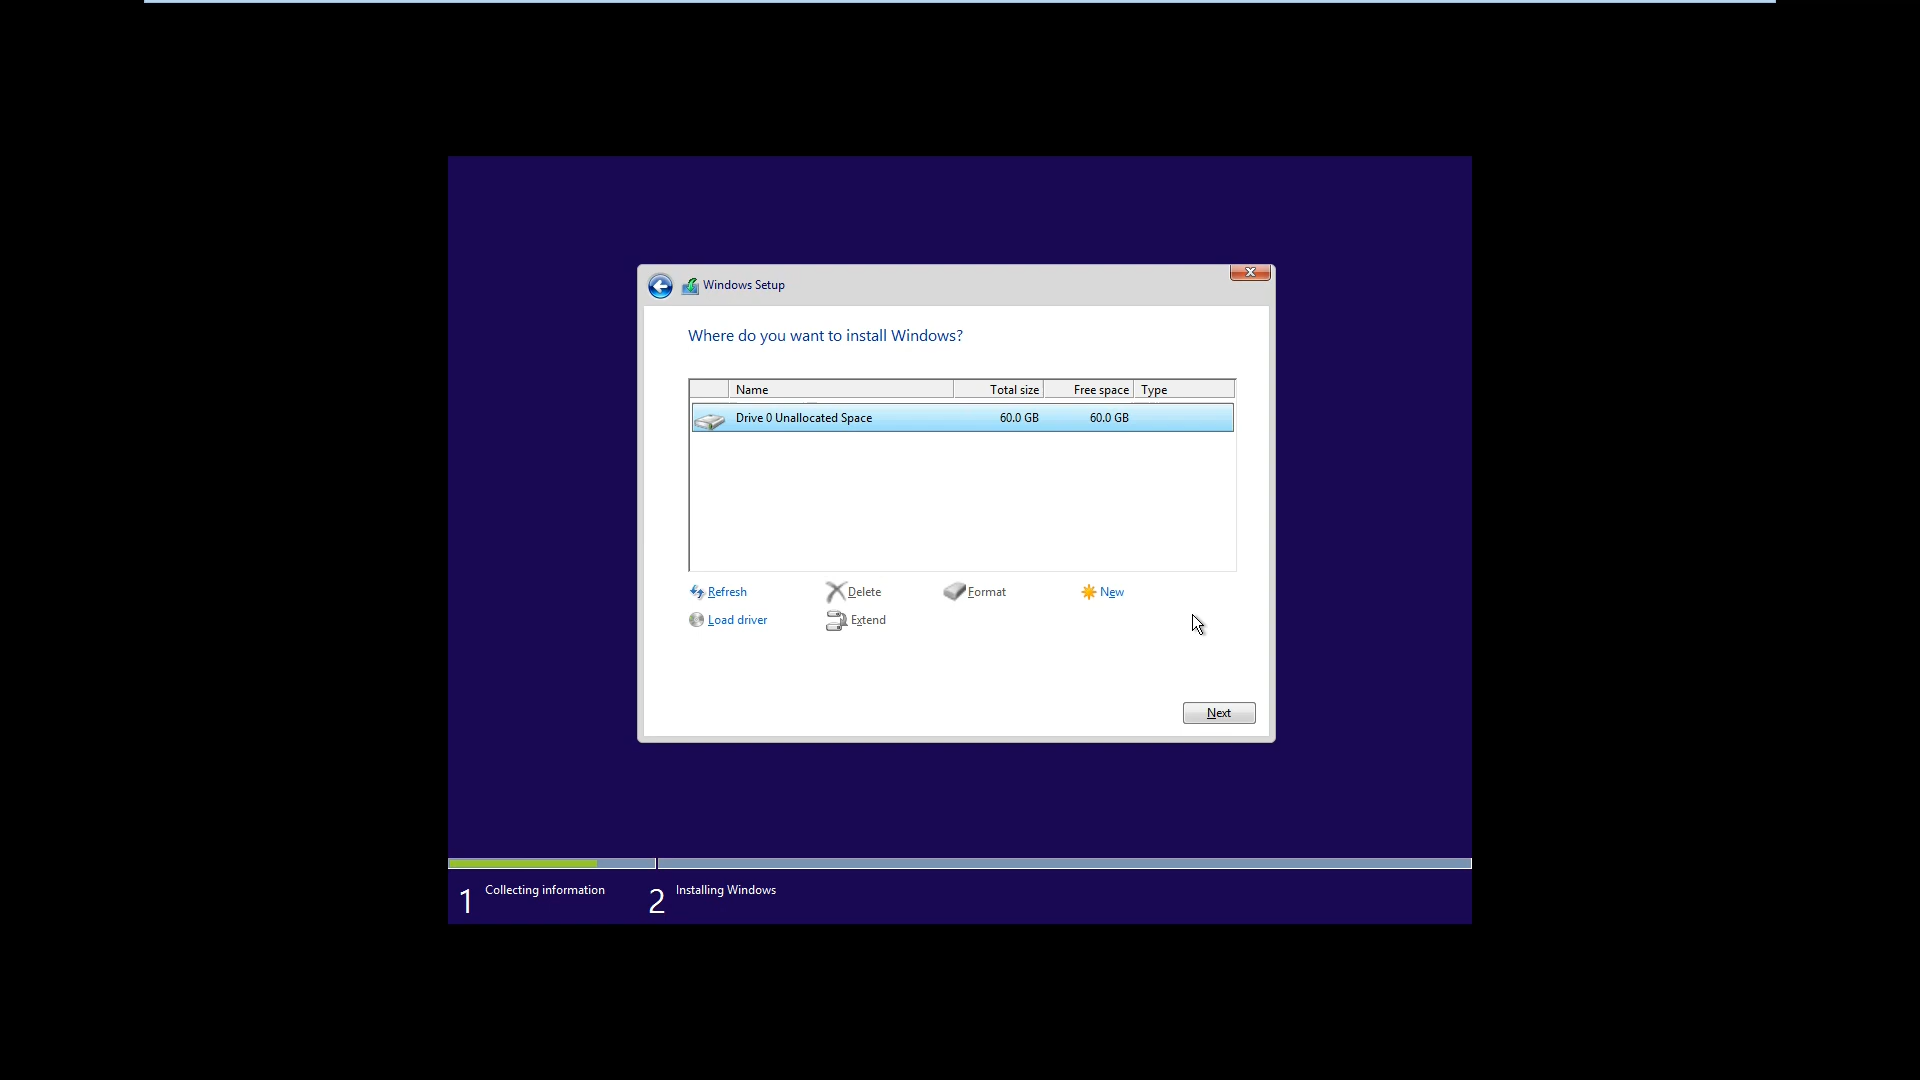 Windows Setup
Where do you want to install Windows?
Name Total size Free space Type
Drive 0 Unallocated Space 60.0 GB 60.0 GB
Refresh Delete Format New
Load driver Extend
Next
1 Collecting information 2 Installing Windows